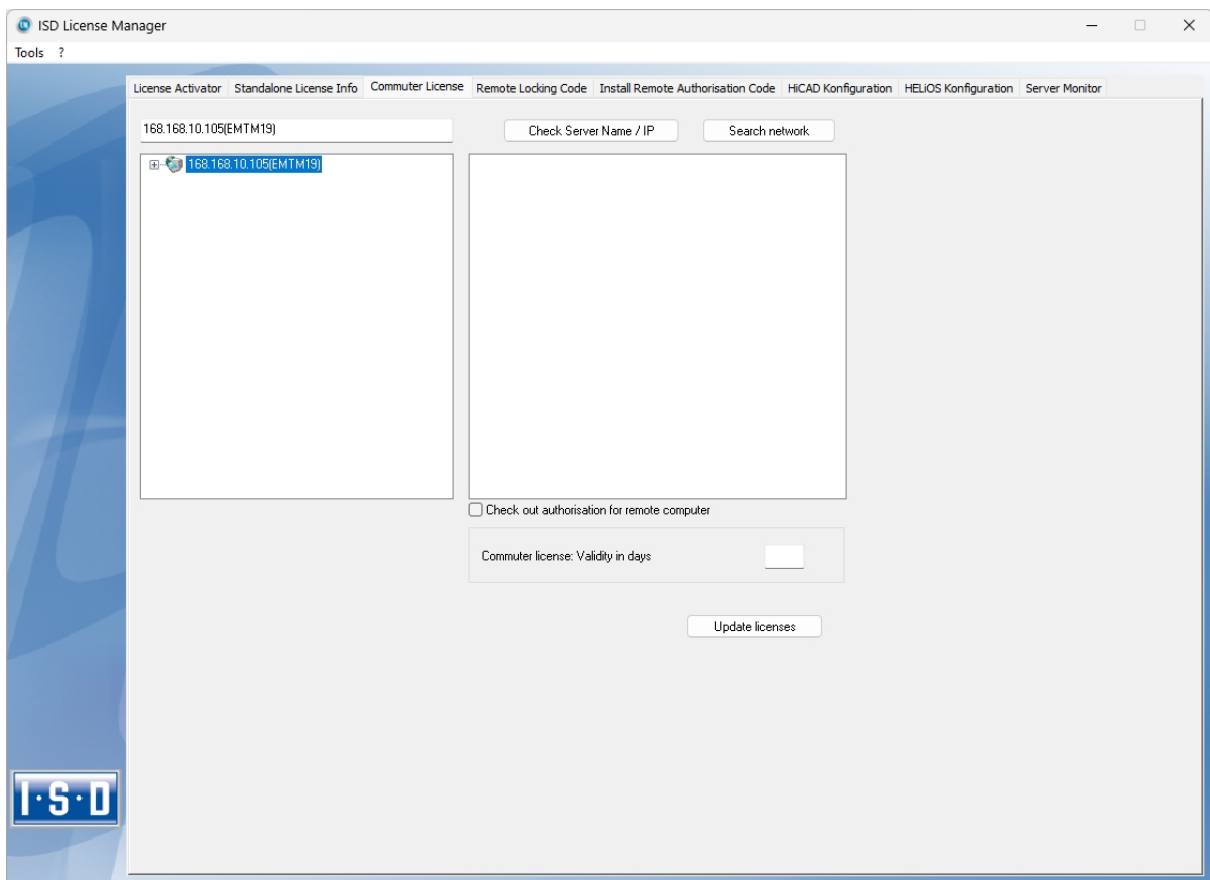 ISD License Manager
Tools ?
License Activator Standalone License Info Commuter License Remote Locking Code Install Remote Authorisation Code HiCAD Konfiguration HELiOS Konfiguration Server Monitor
168.168.10.105(EMTM19) Check Server Name / IP Search network
168.168.10.105(EMTM19)
Check out authorisation for remote computer
Commuter license: Validity in days
Update licenses
I·S·D